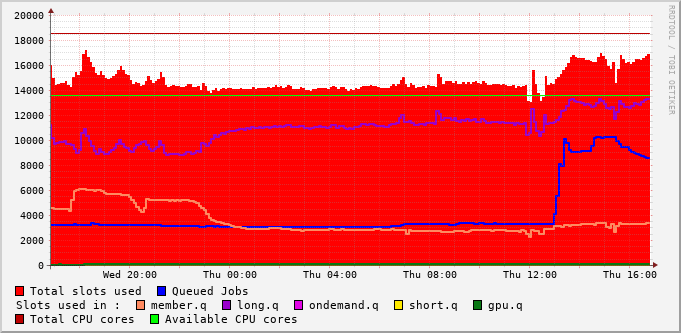 RRDTOOL / TOBI OETIKER
20000
18000
16000
14000
12000
10000
8000
6000
4000
2000
0
Wed 20:00 Thu 00:00 Thu 04:00 Thu 08:00 Thu 12:00 Thu 16:00
Total slots used Queued Jobs
Slots used in : member.q long.q ondemand.q short.q gpu.q
Total CPU cores Available CPU cores